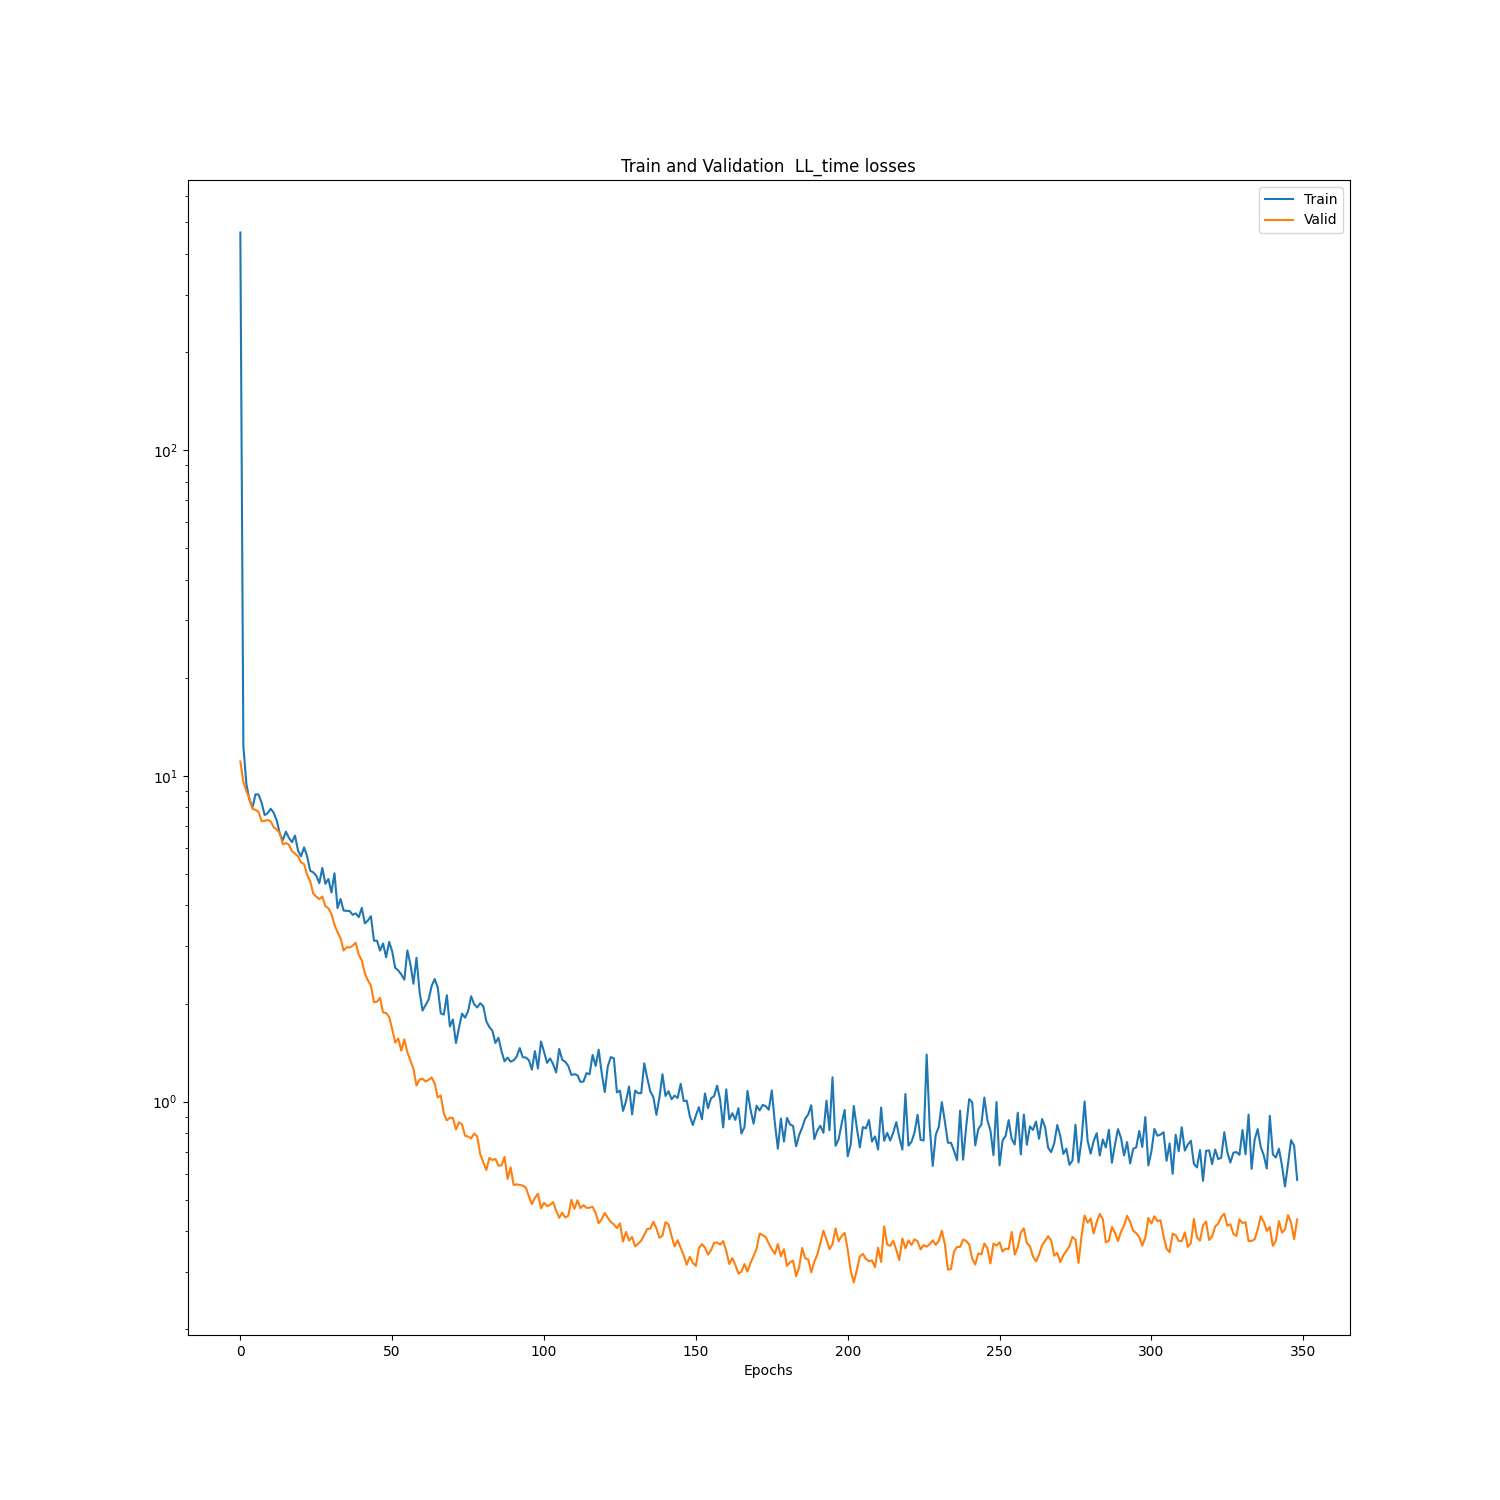 Train and Validation  LL_time losses
Train
Valid
10²
10¹
10⁰
0 50 100 150 200 250 300 350
Epochs